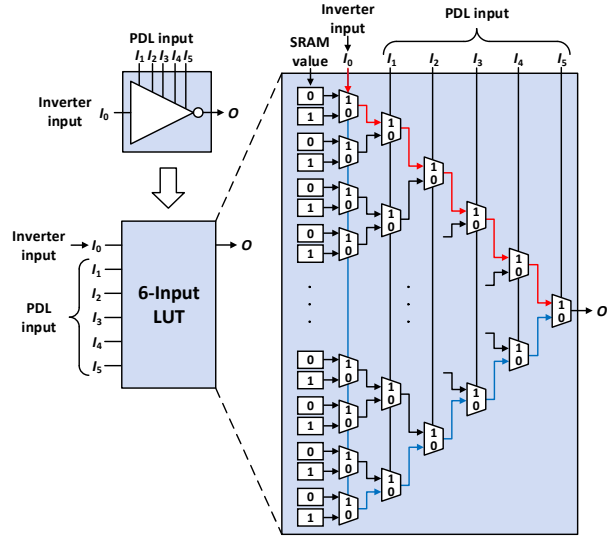 PDL input
I1 I2 I3 I4 I5
Inverter input I0
O
Inverter input I0
O
PDL input
I1
I2
I3
I4
I5
6-Input LUT
Inverter input
PDL input
SRAM value
I0 I1 I2 I3 I4 I5
0 1
1 0
1 0
0 1
1 0
1 0
0 1
1 0
1 0
1 0
0 1
1 0
1 0
. . .
. . .
1 0
O
0 1
1 0
1 0
1 0
0 1
1 0
1 0
0 1
1 0
1 0
0 1
1 0
1 0